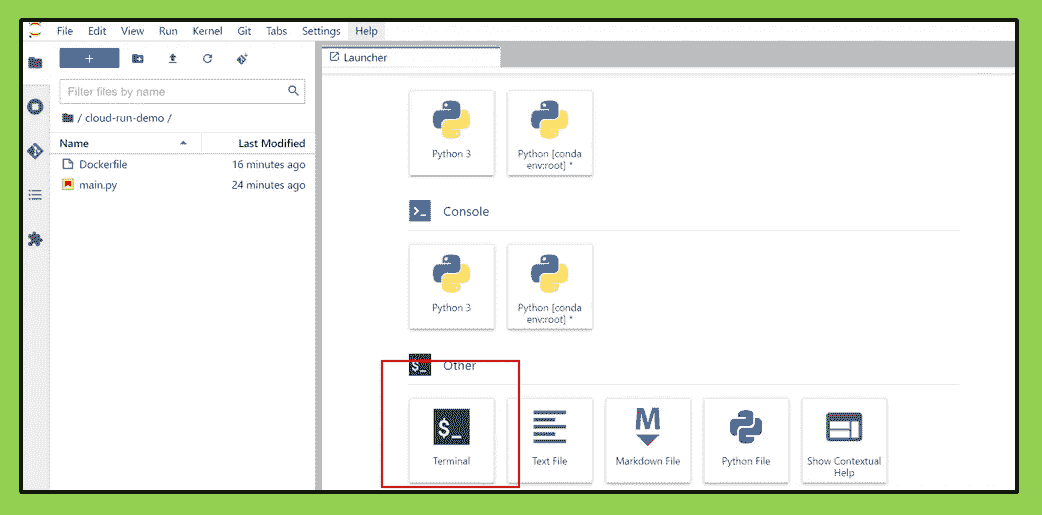 File Edit View Run Kernel Git Tabs Settings Help
+
Filter files by name
/ cloud-run-demo /
Name Last Modified
Dockerfile 16 minutes ago
main.py 24 minutes ago
Launcher
Python 3
Python [conda
env:root] *
Console
Python 3
Python [conda
env:root] *
$_ Other
$_
Terminal
Text File
M
Markdown File
Python File
Show Contextual
Help